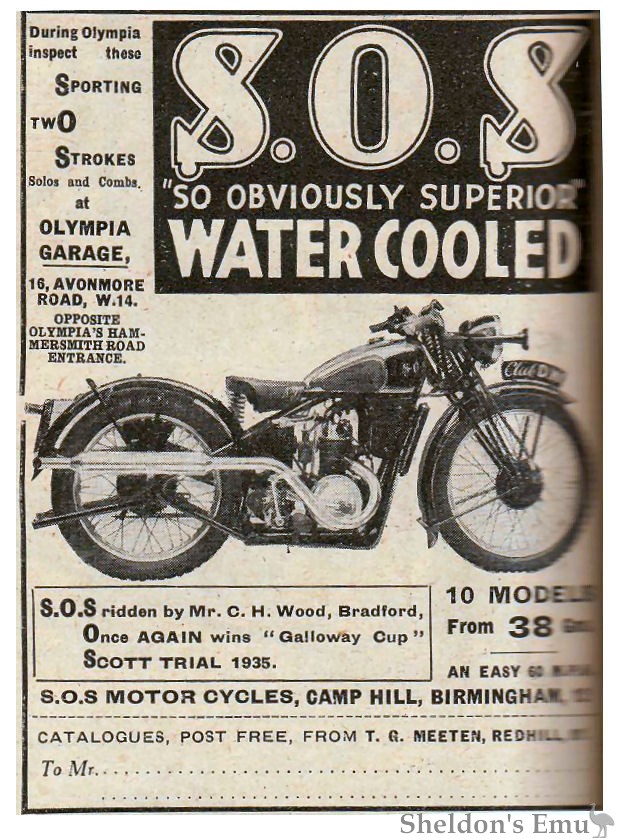 During Olympia
inspect these
SPORTING
TWO
STROKES
Solos and Combs.
at
OLYMPIA
GARAGE,
16, AVONMORE
ROAD, W.14.
OPPOSITE
OLYMPIA'S HAM-
MERSMITH ROAD
ENTRANCE.
S.O.S
"SO OBVIOUSLY SUPERIOR"
WATER COOLED
S.O.S ridden by Mr. C. H. Wood, Bradford,
Once AGAIN wins "Galloway Cup"
SCOTT TRIAL 1935.
10 MODELS
From 38
AN EASY 60
S.O.S MOTOR CYCLES, CAMP HILL, BIRMINGHAM,
CATALOGUES, POST FREE, FROM T. G. MEETEN, REDHILL,
To Mr.
Sheldon's Emu